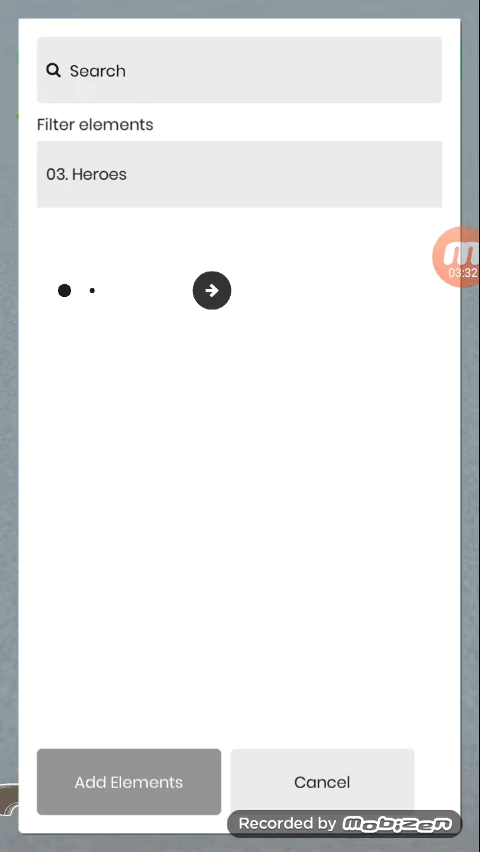 Search
Filter elements
03. Heroes
03:32
Add Elements
Cancel
Recorded by mobizen